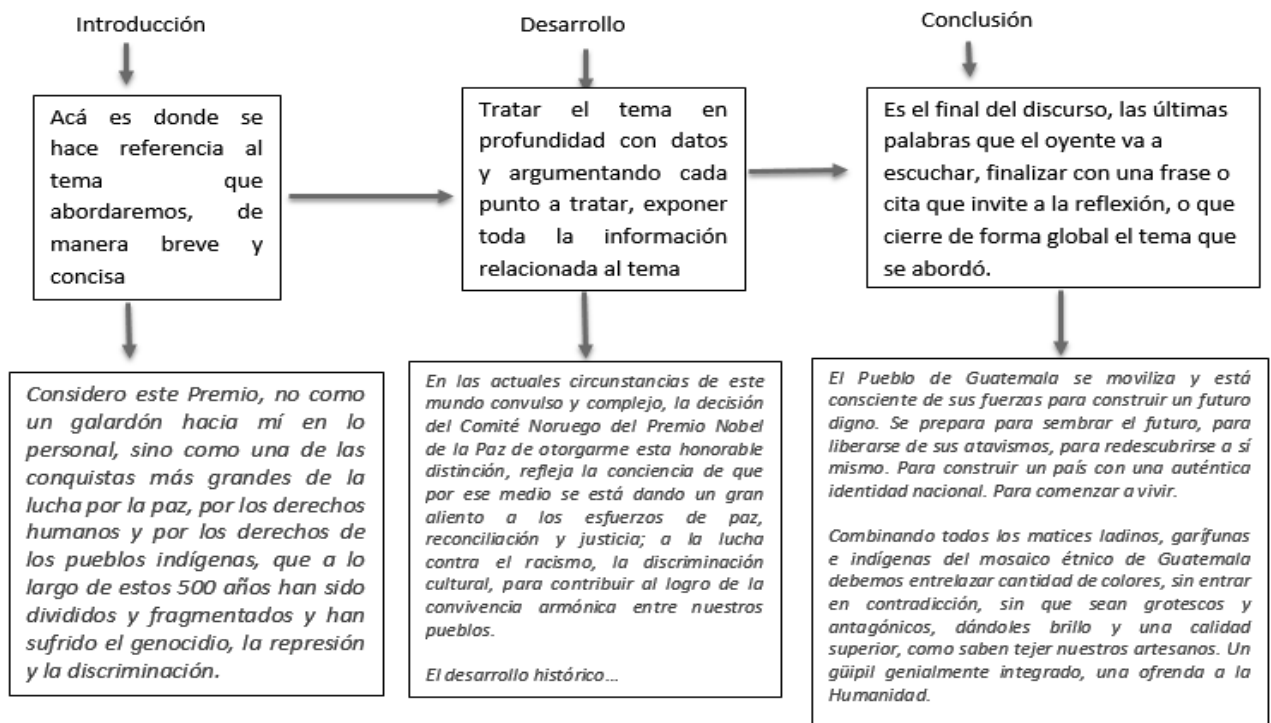 Introducción
Acá es donde se
hace referencia al
tema que
abordaremos, de
manera breve y
concisa
Considero este Premio, no como
un galardón hacia mí en lo
personal, sino como una de las
conquistas más grandes de la
lucha por la paz, por los derechos
humanos y por los derechos de
los pueblos indígenas, que a lo
largo de estos 500 años han sido
divididos y fragmentados y han
sufrido el genocidio, la represión
y la discriminación.
Desarrollo
Tratar el tema en
profundidad con datos
y argumentando cada
punto a tratar, exponer
toda la información
relacionada al tema
En las actuales circunstancias de este
mundo convulso y complejo, la decisión
del Comité Noruego del Premio Nobel
de la Paz de otorgarme esta honorable
distinción, refleja la conciencia de que
por ese medio se está dando un gran
aliento a los esfuerzos de paz,
reconciliación y justicia; a la lucha
contra el racismo, la discriminación
cultural, para contribuir al logro de la
convivencia armónica entre nuestros
pueblos.
El desarrollo histórico...
Conclusión
Es el final del discurso, las últimas
palabras que el oyente va a
escuchar, finalizar con una frase o
cita que invite a la reflexión, o que
cierre de forma global el tema que
se abordó.
El Pueblo de Guatemala se moviliza y está
consciente de sus fuerzas para construir un futuro
digno. Se prepara para sembrar el futuro, para
liberarse de sus atavismos, para redescubrirse a sí
mismo. Para construir un país con una auténtica
identidad nacional. Para comenzar a vivir.
Combinando todos los matices ladinos, garífunas
e indígenas del mosaico étnico de Guatemala
debemos entrelazar cantidad de colores, sin entrar
en contradicción, sin que sean grotescos y
antagónicos, dándoles brillo y una calidad
superior, como saben tejer nuestros artesanos. Un
güipil genialmente integrado, una ofrenda a la
Humanidad.